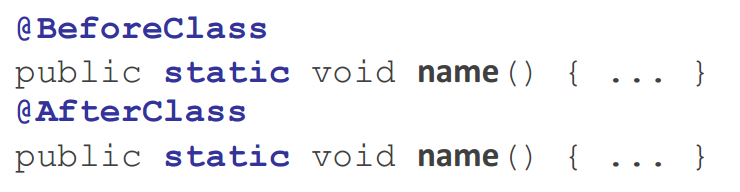 @BeforeClass
public static void name() { ... }
@AfterClass
public static void name() { ... }